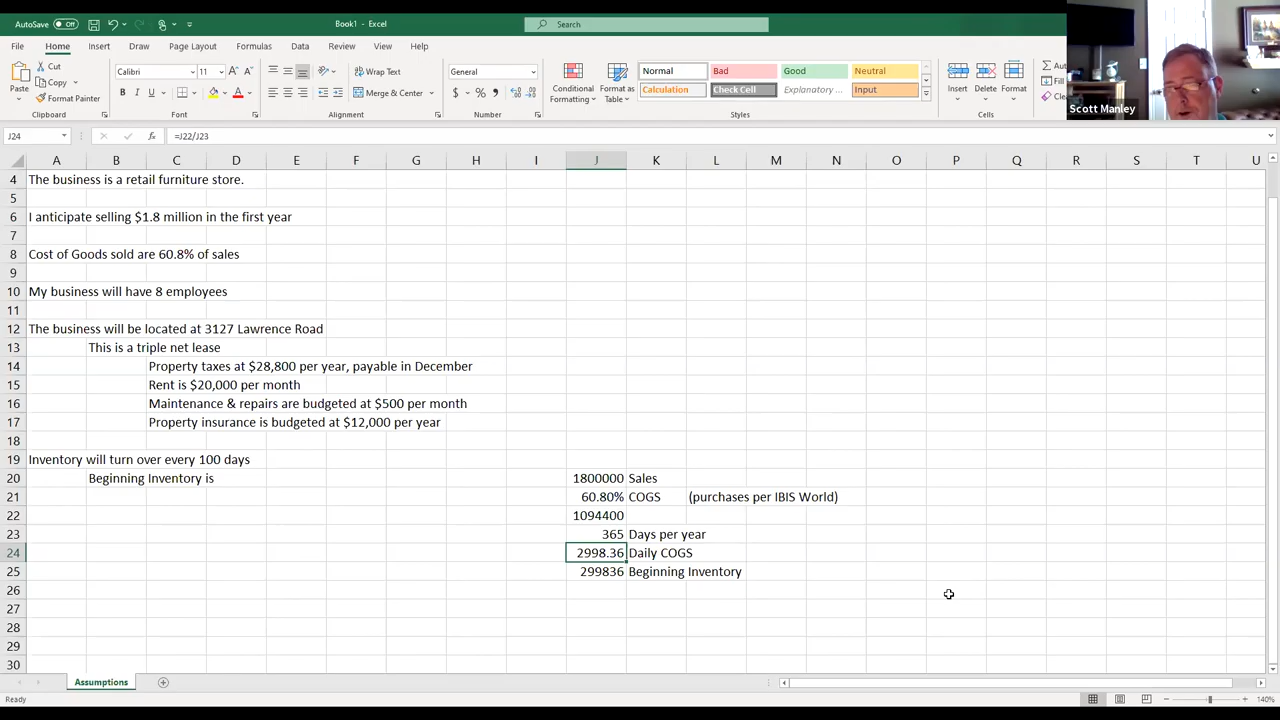 AutoSave Off Book1 - Excel Search
File Home Insert Draw Page Layout Formulas Data Review View Help
Cut
Copy
Format Painter
Paste
Calibri 11 A A
B I U A
Wrap Text
Merge & Center
General
$ %
Conditional Formatting
Format as Table
Normal Bad Good Neutral
Calculation Check Cell Explanatory... Input
Insert Delete Format
Fill
Clipboard Font Alignment Number Styles Cells
Scott Manley
J24 fx =J22/J23
A B C D E F G H I J K L M N O P Q R S T U
4 The business is a retail furniture store.
5
6 I anticipate selling $1.8 million in the first year
7
8 Cost of Goods sold are 60.8% of sales
9
10 My business will have 8 employees
11
12 The business will be located at 3127 Lawrence Road
13 This is a triple net lease
14 Property taxes at $28,800 per year, payable in December
15 Rent is $20,000 per month
16 Maintenance & repairs are budgeted at $500 per month
17 Property insurance is budgeted at $12,000 per year
18
19 Inventory will turn over every 100 days
20 Beginning Inventory is 1800000 Sales
21 60.80% COGS (purchases per IBIS World)
22 1094400
23 365 Days per year
24 2998.36 Daily COGS
25 299836 Beginning Inventory
26
27
28
29
30
Assumptions
Ready 140%